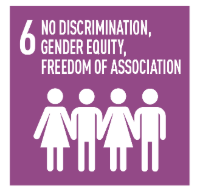 6 NO DISCRIMINATION,
GENDER EQUITY,
FREEDOM OF ASSOCIATION